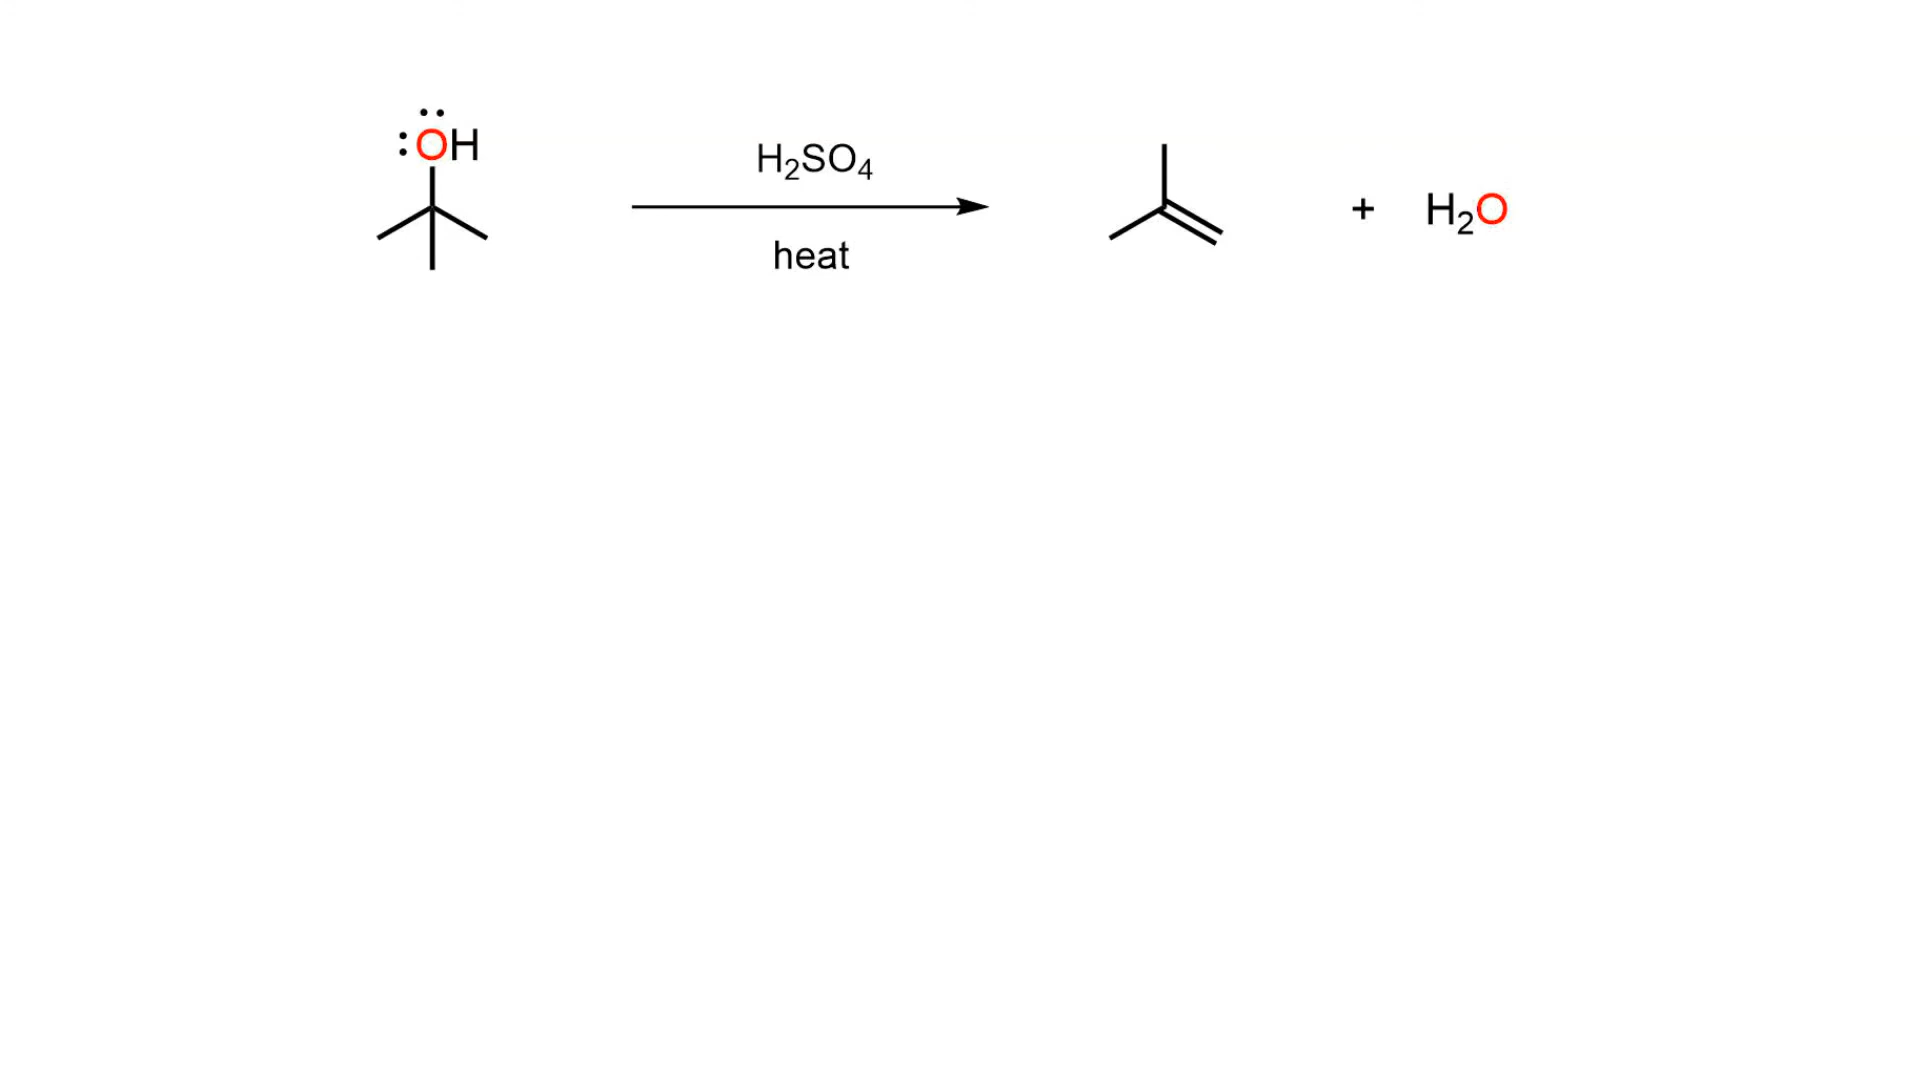 :OH
H₂SO₄
heat
+ H₂O